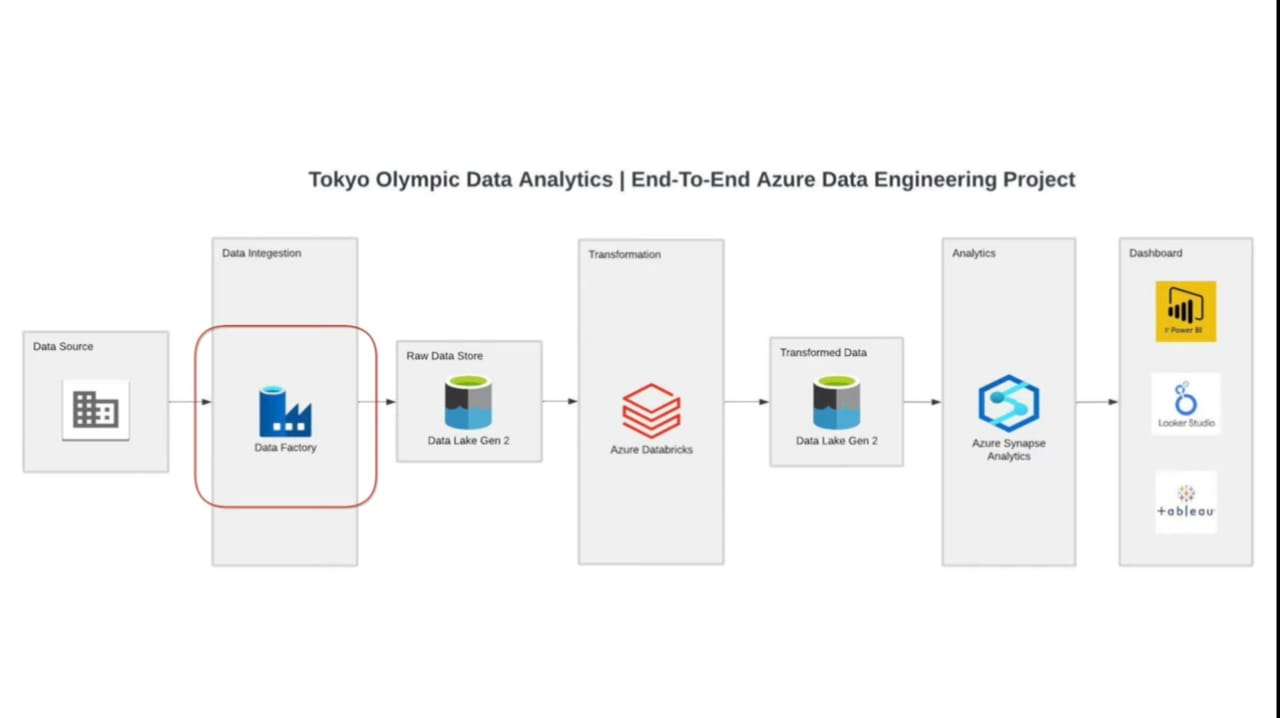 Tokyo Olympic Data Analytics | End-To-End Azure Data Engineering Project
Data Source
Data Integestion
Data Factory
Raw Data Store
Data Lake Gen 2
Transformation
Azure Databricks
Transformed Data
Data Lake Gen 2
Analytics
Azure Synapse
Analytics
Dashboard
Power BI
Looker Studio
+ableau